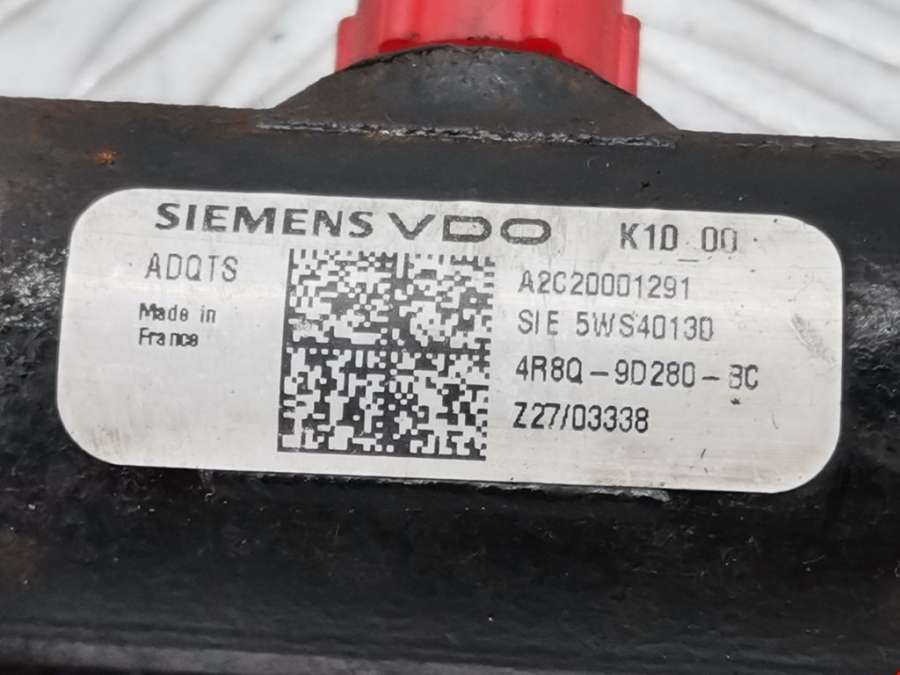 SIEMENS VDO K10_00
ADQTS
Made in
France
A2C20001291
SIE 5WS40130
4R8Q-9D280-BC
Z27/03338